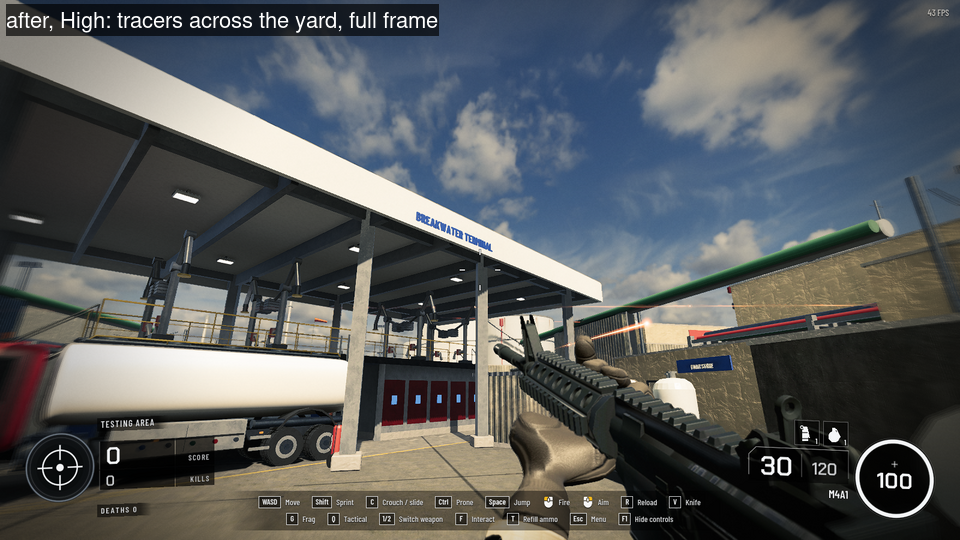 after, High: tracers across the yard, full frame
43 FPS
BREAKWATER TERMINAL
TESTING AREA
0 SCORE
0 KILLS
DEATHS 0
30 120
M4A1
1 1
100
WASD Move Shift Sprint C Crouch / slide Ctrl Prone Space Jump Fire Aim R Reload V Knife
G Frag Q Tactical 1/2 Switch weapon F Interact T Refill ammo Esc Menu F1 Hide controls